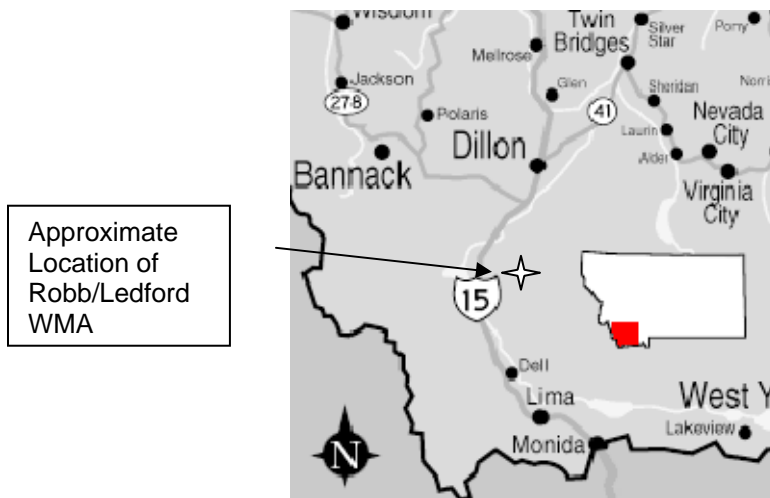 Approximate
Location of
Robb/Ledford
WMA
Wisdom
Twin
Bridges
Silver
Star
Pony
Melrose
Jackson
278
Glen
Sheridan
Norri
Polaris
41
Nevada
City
Laurin
Dillon
Alder
Bannack
Virginia
City
15
Dell
Lima
West Y
Lakeview
Monida
N